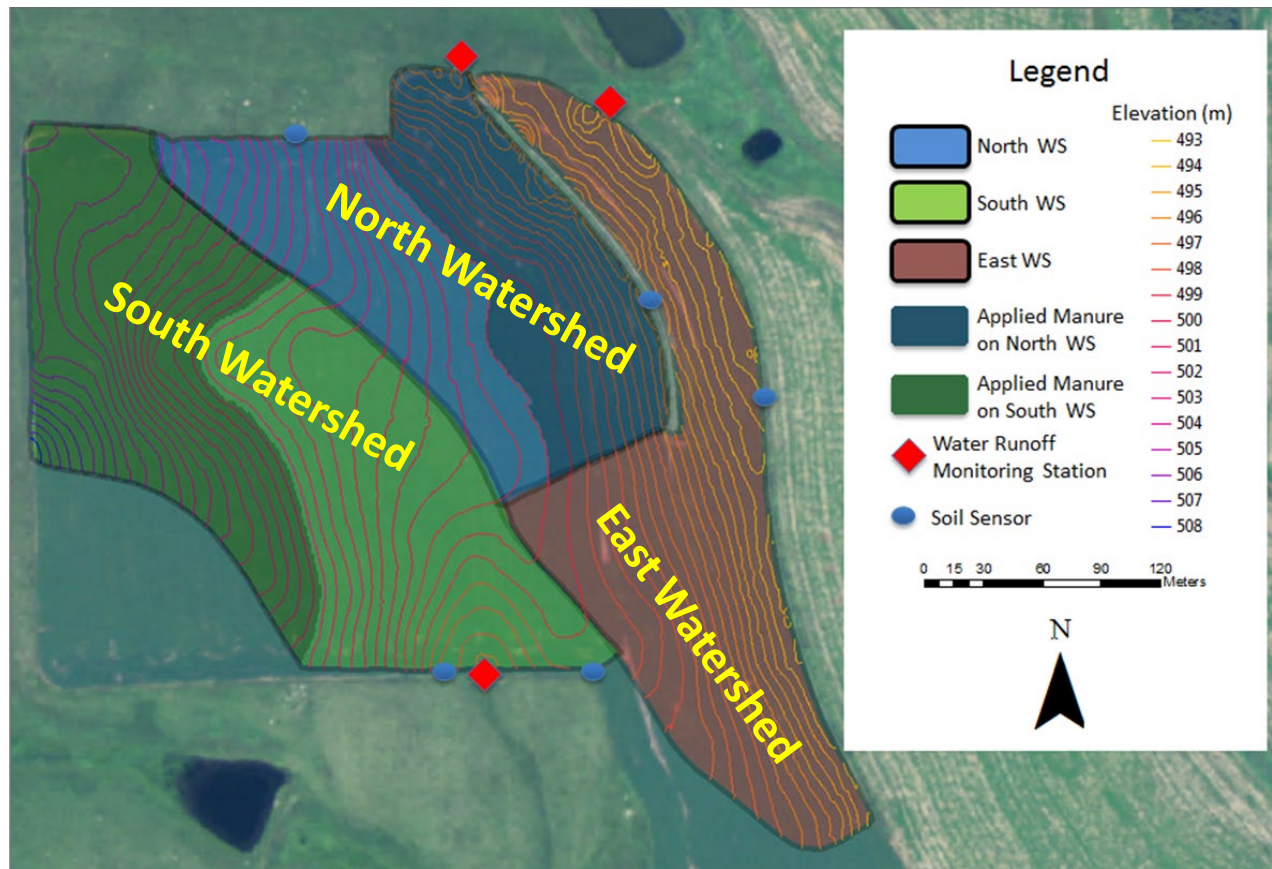 North Watershed
South Watershed
East Watershed
Legend
North WS
South WS
East WS
Applied Manure
on North WS
Applied Manure
on South WS
Water Runoff
Monitoring Station
Soil Sensor
Elevation (m)
493
494
495
496
497
498
499
500
501
502
503
504
505
506
507
508
0 15 30 60 90 120
Meters
N